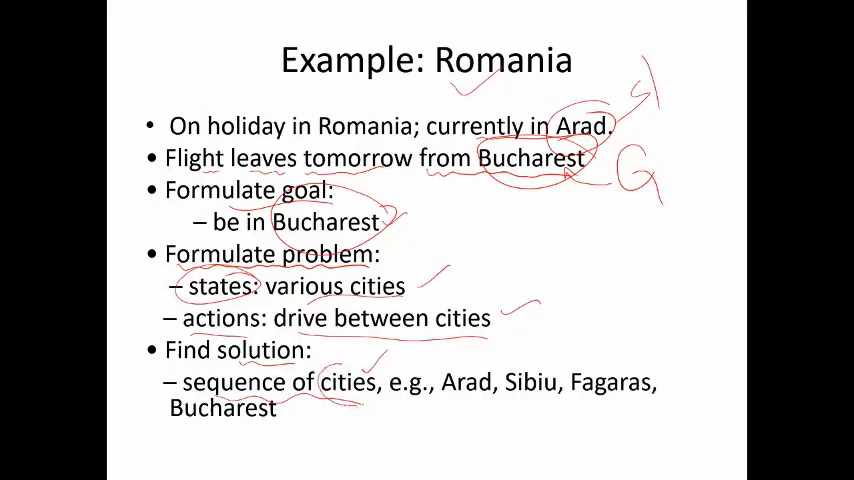 Example: Romania
• On holiday in Romania; currently in Arad.
• Flight leaves tomorrow from Bucharest
• Formulate goal:
– be in Bucharest
• Formulate problem:
– states: various cities
– actions: drive between cities
• Find solution:
– sequence of cities, e.g., Arad, Sibiu, Fagaras,
Bucharest
G